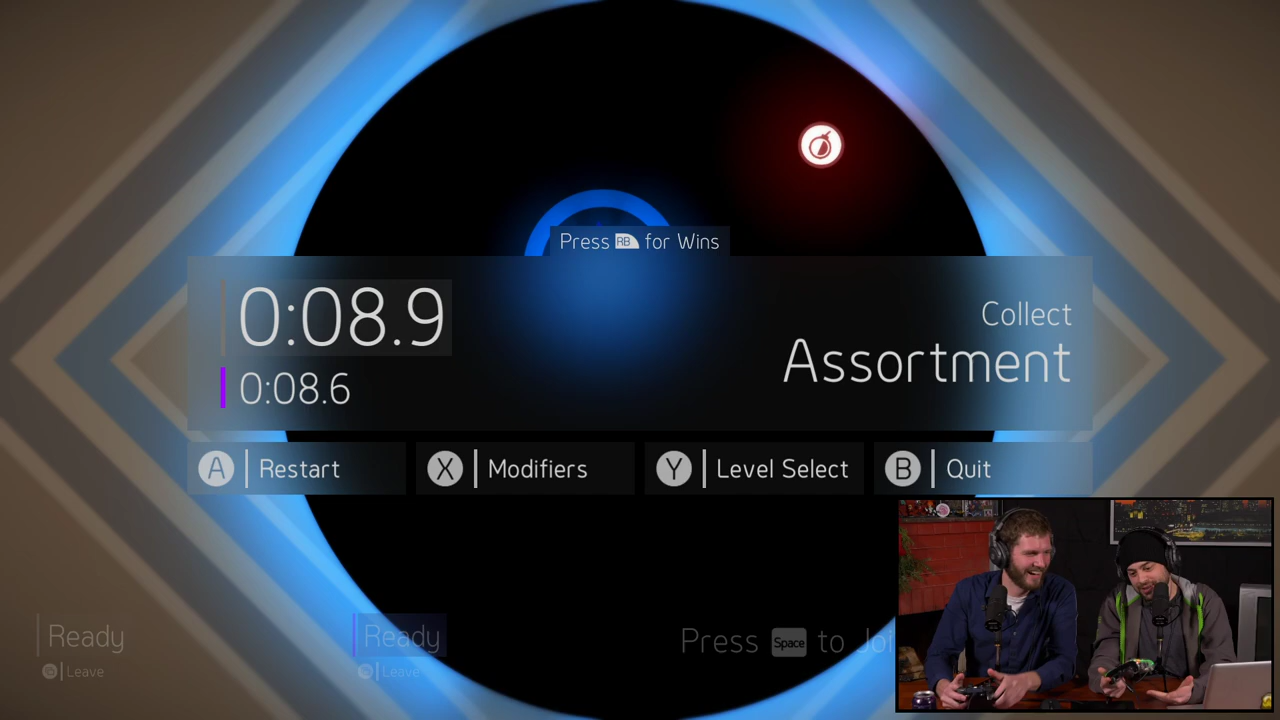 Press RB for Wins
0:08.9
0:08.6
Collect
Assortment
A Restart
X Modifiers
Y Level Select
B Quit
Ready
Leave
Ready
Leave
Press Space to Joi